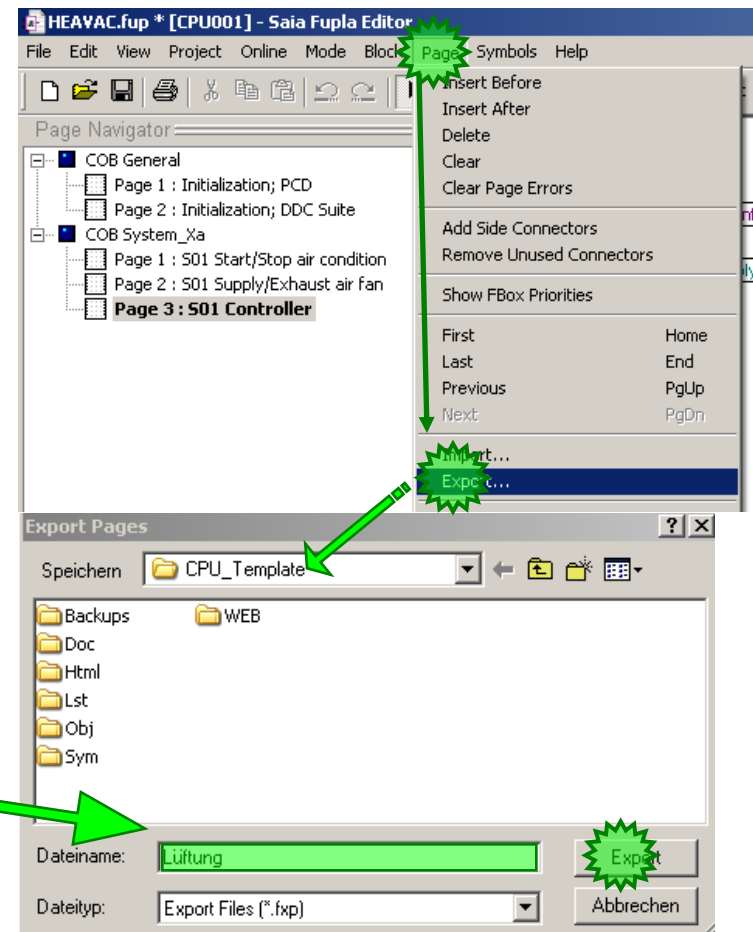 HEAVAC.fup * [CPU001] - Saia Fupla Editor
File Edit View Project Online Mode Block Page Symbols Help
Page Navigator
COB General
Page 1 : Initialization; PCD
Page 2 : Initialization; DDC Suite
COB System_Xa
Page 1 : S01 Start/Stop air condition
Page 2 : S01 Supply/Exhaust air fan
Page 3 : S01 Controller
Insert Before
Insert After
Delete
Clear
Clear Page Errors
Add Side Connectors
Remove Unused Connectors
Show FBox Priorities
First Home
Last End
Previous PgUp
Next PgDn
Import...
Export...
Export Pages
Speichern CPU_Template
Backups WEB
Doc
Html
Lst
Obj
Sym
Dateiname: Lüftung Export
Dateityp: Export Files (*.fxp) Abbrechen